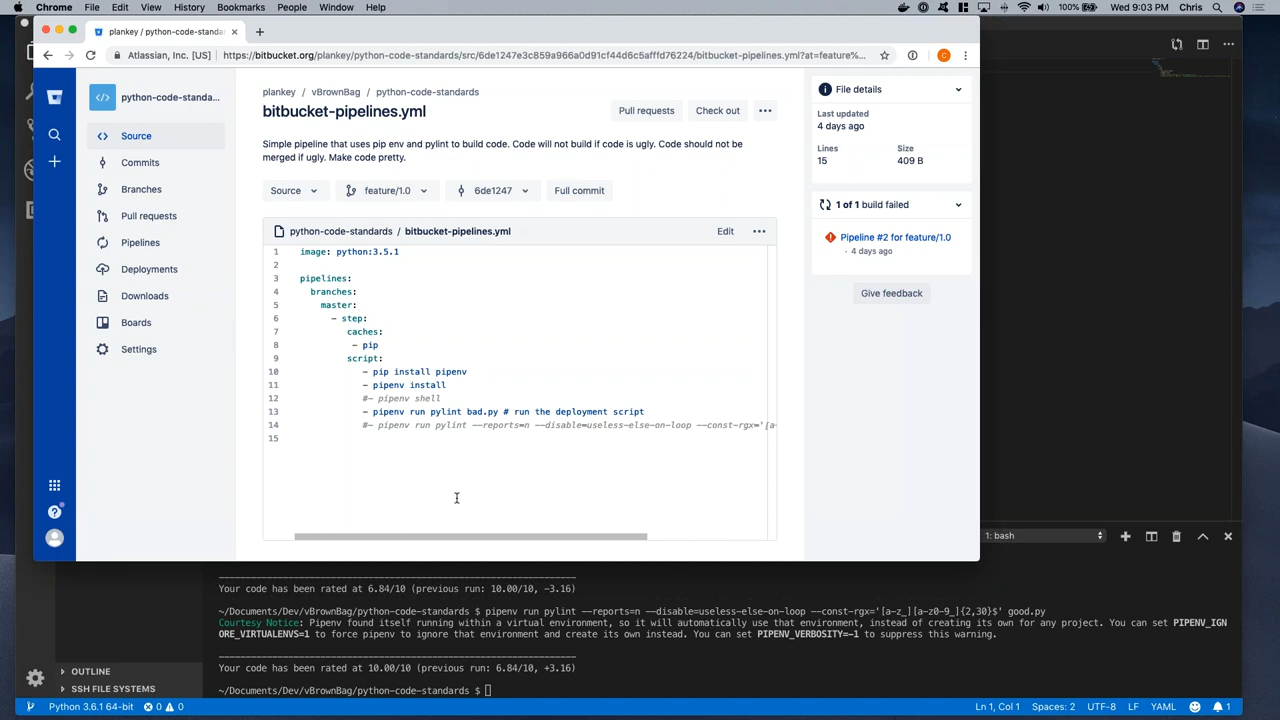 Chrome File Edit View History Bookmarks People Window Help 100% Wed 9:03 PM Chris
plankey / python-code-standards
Atlassian, Inc. [US] https://bitbucket.org/plankey/python-code-standards/src/6de1247e3c859a966a0d91cf44d6c5afffd76224/bitbucket-pipelines.yml?at=feature%...
C
python-code-standa...
Source
Commits
Branches
Pull requests
Pipelines
Deployments
Downloads
Boards
Settings
plankey / vBrownBag / python-code-standards
bitbucket-pipelines.yml
Pull requests Check out
Simple pipeline that uses pip env and pylint to build code. Code will not build if code is ugly. Code should not be
merged if ugly. Make code pretty.
Source feature/1.0 6de1247 Full commit
python-code-standards / bitbucket-pipelines.yml Edit
1 image: python:3.5.1
2
3 pipelines:
4 branches:
5 master:
6 - step:
7 caches:
8 - pip
9 script:
10 - pip install pipenv
11 - pipenv install
12 #- pipenv shell
13 - pipenv run pylint bad.py # run the deployment script
14 #- pipenv run pylint --reports=n --disable=useless-else-on-loop --const-rgx='[a-
15
File details
Last updated
4 days ago
Lines Size
15 409 B
1 of 1 build failed
Pipeline #2 for feature/1.0
· 4 days ago
Give feedback
1: bash
Your code has been rated at 6.84/10 (previous run: 10.00/10, -3.16)
~/Documents/Dev/vBrownBag/python-code-standards $ pipenv run pylint --reports=n --disable=useless-else-on-loop --const-rgx='[a-z_][a-z0-9_]{2,30}$' good.py
Courtesy Notice: Pipenv found itself running within a virtual environment, so it will automatically use that environment, instead of creating its own for any project. You can set PIPENV_IGN
ORE_VIRTUALENVS=1 to force pipenv to ignore that environment and create its own instead. You can set PIPENV_VERBOSITY=-1 to suppress this warning.
Your code has been rated at 10.00/10 (previous run: 6.84/10, +3.16)
~/Documents/Dev/vBrownBag/python-code-standards $
OUTLINE
SSH FILE SYSTEMS
Python 3.6.1 64-bit 0 0 Ln 1, Col 1 Spaces: 2 UTF-8 LF YAML 1